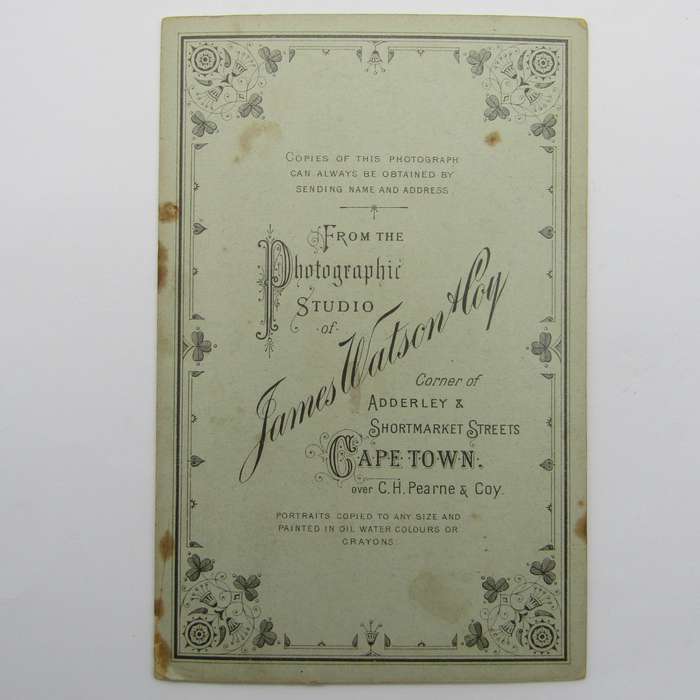 COPIES OF THIS PHOTOGRAPH
CAN ALWAYS BE OBTAINED BY
SENDING NAME AND ADDRESS
FROM THE
Photographic
STUDIO
of
James Watson & Coy
Corner of
ADDERLEY &
SHORTMARKET STREETS
CAPE TOWN.
over C.H. Pearne & Coy.
PORTRAITS COPIED TO ANY SIZE AND
PAINTED IN OIL WATER COLOURS OR
CRAYONS.